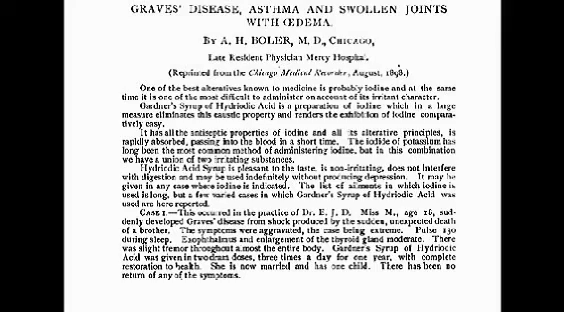 GRAVES' DISEASE, ASTHMA AND SWOLLEN JOINTS
WITH ŒDEMA.
BY A. H. BOLER, M. D., CHICAGO,
Late Resident Physician Mercy Hospital.
(Reprinted from the Chicago Medical Recorder, August, 1898.)
One of the best alteratives known to medicine is probably iodine and at the same
time it is one of the most difficult to administer on account of its irritant character.
Gardner's Syrup of Hydriodic Acid is a preparation of iodine which in a large
measure eliminates this caustic property and renders the exhibition of iodine compara-
tively easy.
It has all the antiseptic properties of iodine and all its alterative principles, is
rapidly absorbed, passing into the blood in a short time. The iodide of potassium has
long been the most common method of administering iodine, but in this combination
we have a union of two irritating substances.
Hydriodic Acid Syrup is pleasant to the taste, is non-irritating, does not interfere
with digestion and may be used indefinitely without producing depression. It may be
given in any case where iodine is indicated. The list of ailments in which iodine is
used is long, but a few varied cases in which Gardner's Syrup of Hydriodic Acid was
used are here reported.
CASE I.—This occurred in the practice of Dr. E. J. D. Miss M., age 26, sud-
denly developed Graves' disease from shock produced by the sudden, unexpected death
of a brother. The symptoms were aggravated, the case being extreme. Pulse 130
during sleep. Exophthalmus and enlargement of the thyroid gland moderate. There
was slight tremor throughout almost the entire body. Gardner's Syrup of Hydriodic
Acid was given in two dram doses, three times a day for one year, with complete
restoration to health. She is now married and has one child. There has been no
return of any of the symptoms.